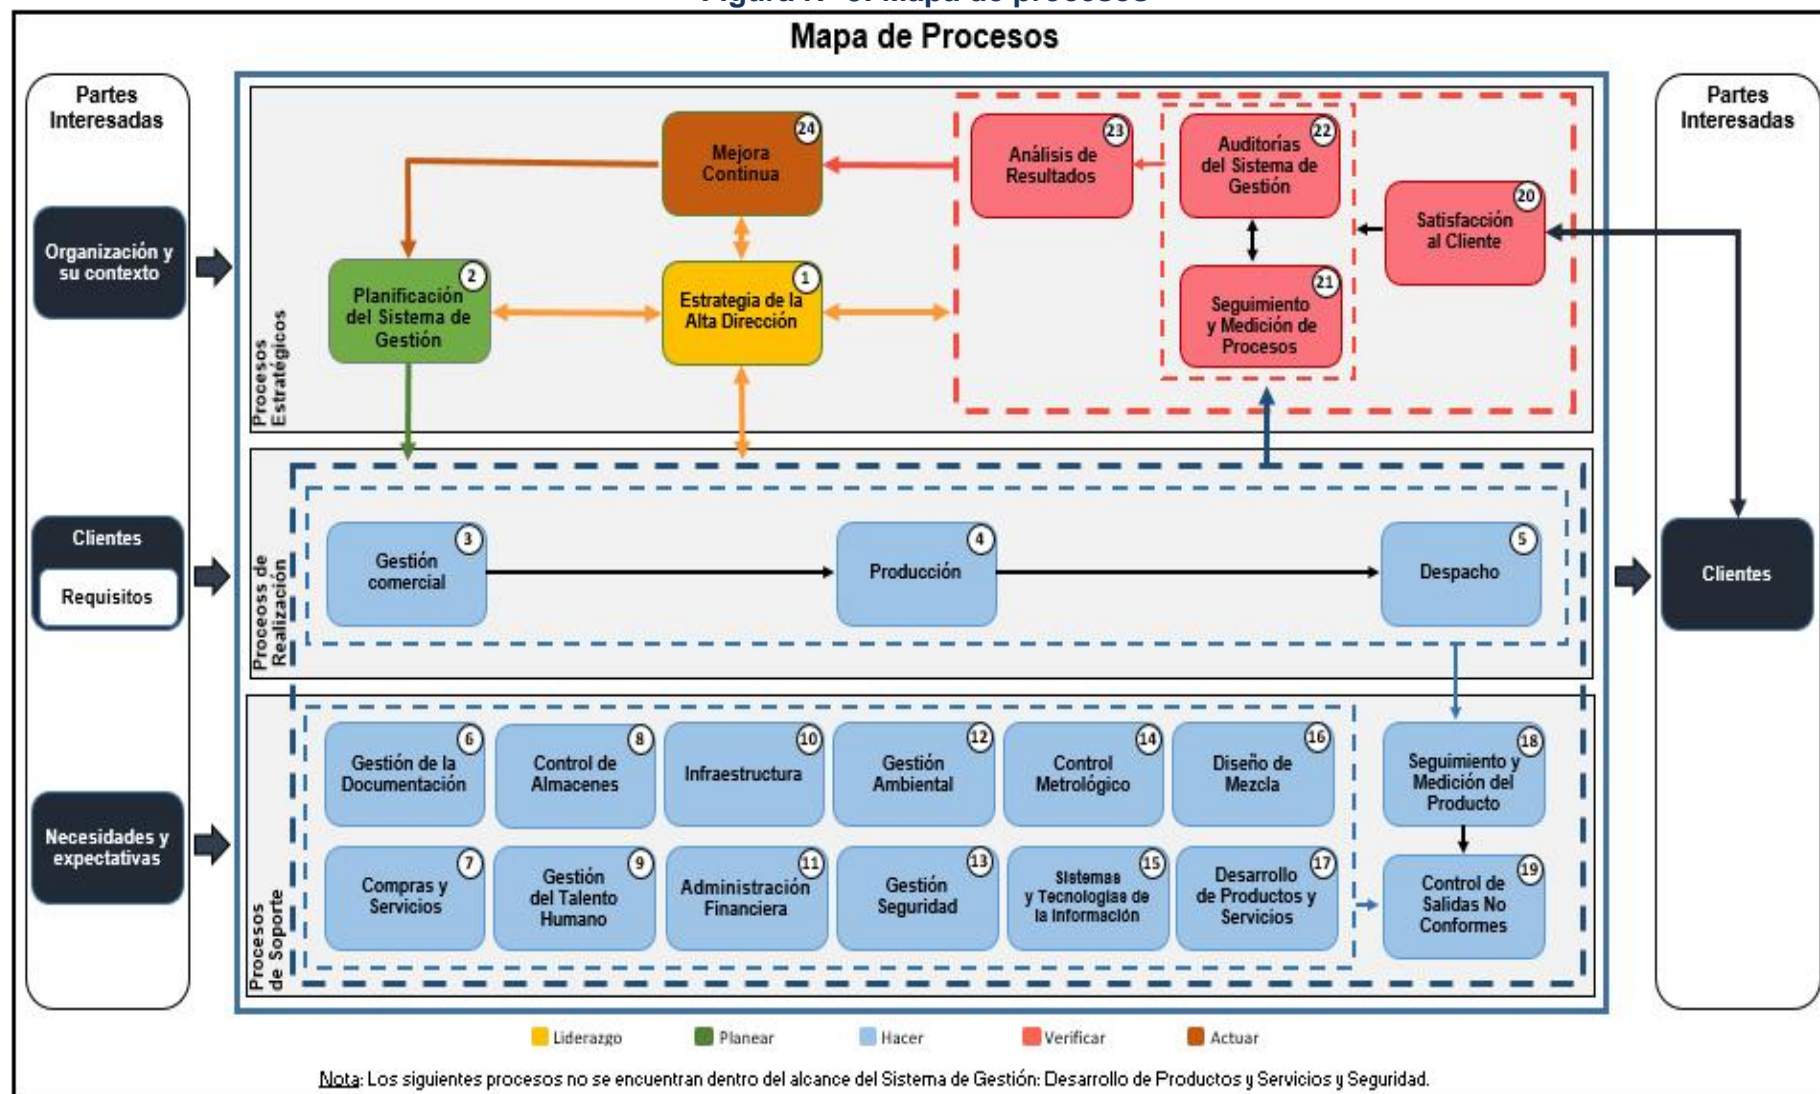 Mapa de Procesos
Partes
Interesadas
Organización y
su contexto
Clientes
Requisitos
Necesidades y
expectativas
Procesos
Estratégicos
24
Mejora
Continua
2
Planificación
del Sistema de
Gestión
1
Estrategia de la
Alta Dirección
23
Análisis de
Resultados
22
Auditorías
del Sistema de
Gestión
21
Seguimiento
y Medición de
Procesos
20
Satisfacción
al Cliente
Procesoss de
Realización
3
Gestión
comercial
4
Producción
5
Despacho
Procesos
de Soporte
6
Gestión de la
Documentación
8
Control de
Almacenes
10
Infraestructura
12
Gestión
Ambiental
14
Control
Metrológico
16
Diseño de
Mezcla
18
Seguimiento y
Medición del
Producto
7
Compras y
Servicios
9
Gestión
del Talento
Humano
11
Administración
Financiera
13
Gestión
Seguridad
15
Sistemas
y Tecnologías de
la Información
17
Desarrollo
de Productos y
Servicios
19
Control de
Salidas No
Conformes
Partes
Interesadas
Clientes
Liderazgo
Planear
Hacer
Verificar
Actuar
Nota: Los siguientes procesos no se encuentran dentro del alcance del Sistema de Gestión: Desarrollo de Productos y Servicios y Seguridad.